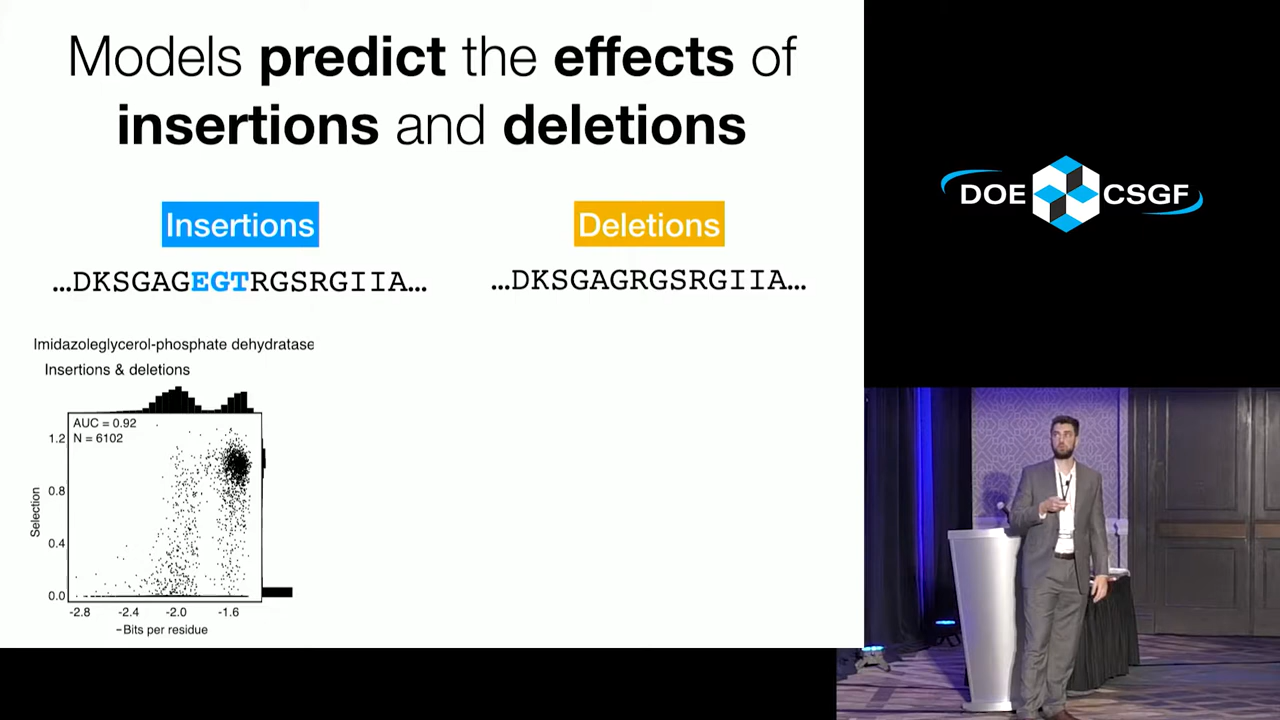 Models predict the effects of
insertions and deletions
Insertions
Deletions
...DKSGAGEGTRGSRGIIA...
...DKSGAGRGSRGIIA...
Imidazoleglycerol-phosphate dehydratase
Insertions & deletions
AUC = 0.92
N = 6102
1.2
0.8
0.4
0.0
Selection
-2.8 -2.4 -2.0 -1.6
−Bits per residue
DOE CSGF